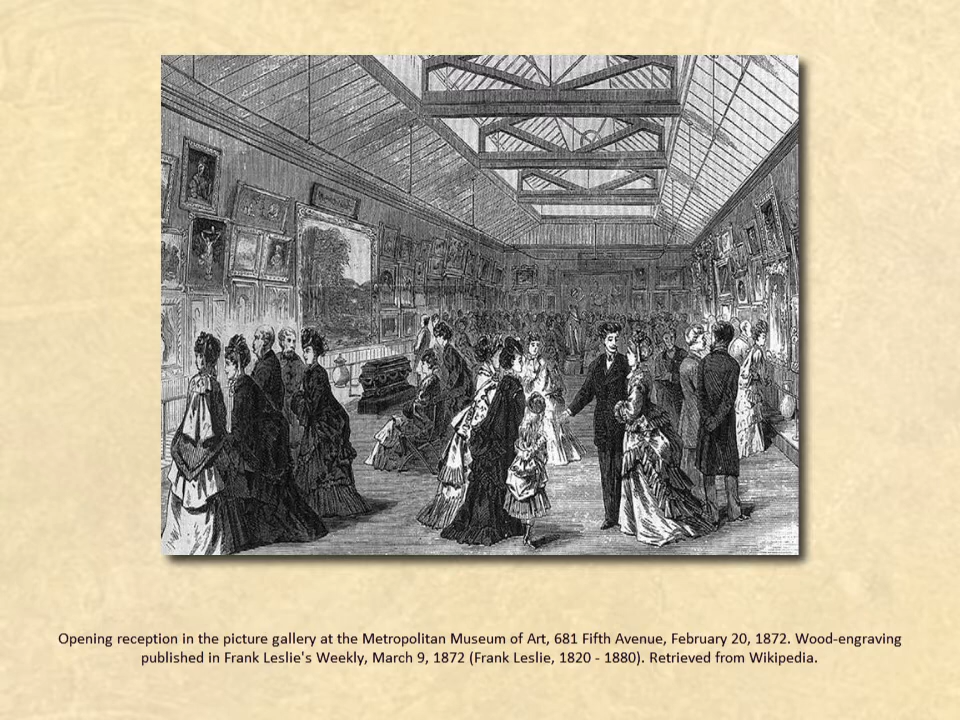 Opening reception in the picture gallery at the Metropolitan Museum of Art, 681 Fifth Avenue, February 20, 1872. Wood-engraving
published in Frank Leslie's Weekly, March 9, 1872 (Frank Leslie, 1820 - 1880). Retrieved from Wikipedia.